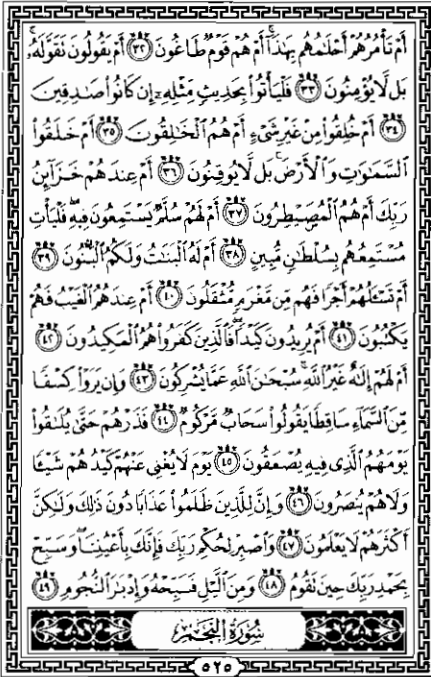 أَمْ تَأْمُرُهُمْ أَحْلَٰمُهُم بِهَٰذَآ ۚ أَمْ هُمْ قَوْمٌ طَاغُونَ ٣٢ أَمْ يَقُولُونَ تَقَوَّلَهُۥ ۚ
بَل لَّا يُؤْمِنُونَ ٣٣ فَلْيَأْتُوا۟ بِحَدِيثٍ مِّثْلِهِۦٓ إِن كَانُوا۟ صَٰدِقِينَ
٣٤ أَمْ خُلِقُوا۟ مِنْ غَيْرِ شَىْءٍ أَمْ هُمُ ٱلْخَٰلِقُونَ ٣٥ أَمْ خَلَقُوا۟
ٱلسَّمَٰوَٰتِ وَٱلْأَرْضَ ۚ بَل لَّا يُوقِنُونَ ٣٦ أَمْ عِندَهُمْ خَزَآئِنُ
رَبِّكَ أَمْ هُمُ ٱلْمُصَۣيْطِرُونَ ٣٧ أَمْ لَهُمْ سُلَّمٌ يَسْتَمِعُونَ فِيهِ ۖ فَلْيَأْتِ
مُسْتَمِعُهُم بِسُلْطَٰنٍ مُّبِينٍ ٣٨ أَمْ لَهُ ٱلْبَنَٰتُ وَلَكُمُ ٱلْبَنُونَ ٣٩
أَمْ تَسْـَٔلُهُمْ أَجْرًا فَهُم مِّن مَّغْرَمٍ مُّثْقَلُونَ ٤٠ أَمْ عِندَهُمُ ٱلْغَيْبُ فَهُمْ
يَكْتُبُونَ ٤١ أَمْ يُرِيدُونَ كَيْدًا ۖ فَٱلَّذِينَ كَفَرُوا۟ هُمُ ٱلْمَكِيدُونَ ٤٢
أَمْ لَهُمْ إِلَٰهٌ غَيْرُ ٱللَّهِ ۚ سُبْحَٰنَ ٱللَّهِ عَمَّا يُشْرِكُونَ ٤٣ وَإِن يَرَوْا۟ كِسْفًا
مِّنَ ٱلسَّمَآءِ سَاقِطًا يَقُولُوا۟ سَحَابٌ مَّرْكُومٌ ٤٤ فَذَرْهُمْ حَتَّىٰ يُلَٰقُوا۟
يَوْمَهُمُ ٱلَّذِى فِيهِ يُصْعَقُونَ ٤٥ يَوْمَ لَا يُغْنِى عَنْهُمْ كَيْدُهُمْ شَيْـًٔا
وَلَا هُمْ يُنصَرُونَ ٤٦ وَإِنَّ لِلَّذِينَ ظَلَمُوا۟ عَذَابًا دُونَ ذَٰلِكَ وَلَٰكِنَّ
أَكْثَرَهُمْ لَا يَعْلَمُونَ ٤٧ وَٱصْبِرْ لِحُكْمِ رَبِّكَ فَإِنَّكَ بِأَعْيُنِنَا ۖ وَسَبِّحْ
بِحَمْدِ رَبِّكَ حِينَ تَقُومُ ٤٨ وَمِنَ ٱلَّيْلِ فَسَبِّحْهُ وَإِدْبَٰرَ ٱلنُّجُومِ ٤٩
سُورَةُ النَّجْمِ
٥٢٥